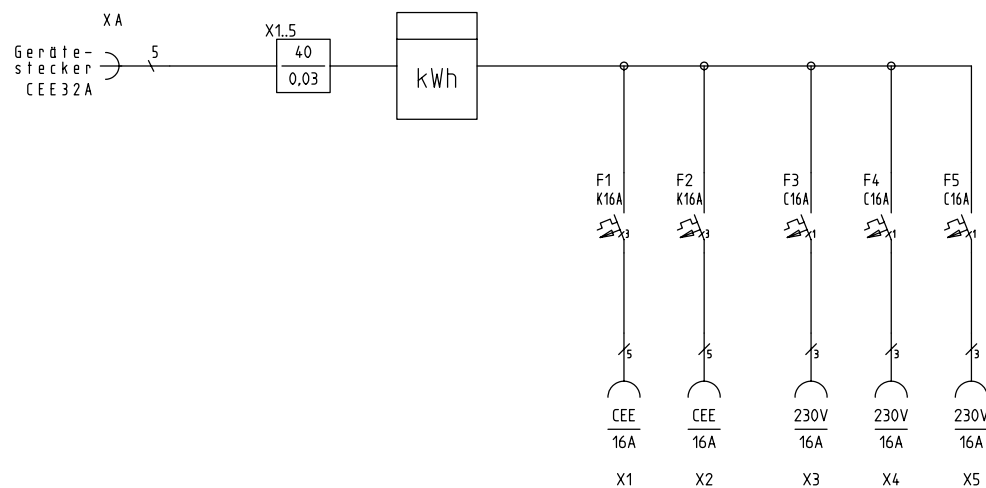 XA
Geräte-
stecker
CEE32A
5
X1..5
40
0,03
kWh
F1
K16A
3
F2
K16A
3
F3
C16A
1
F4
C16A
1
F5
C16A
1
5
5
3
3
3
CEE
16A
CEE
16A
230V
16A
230V
16A
230V
16A
X1
X2
X3
X4
X5